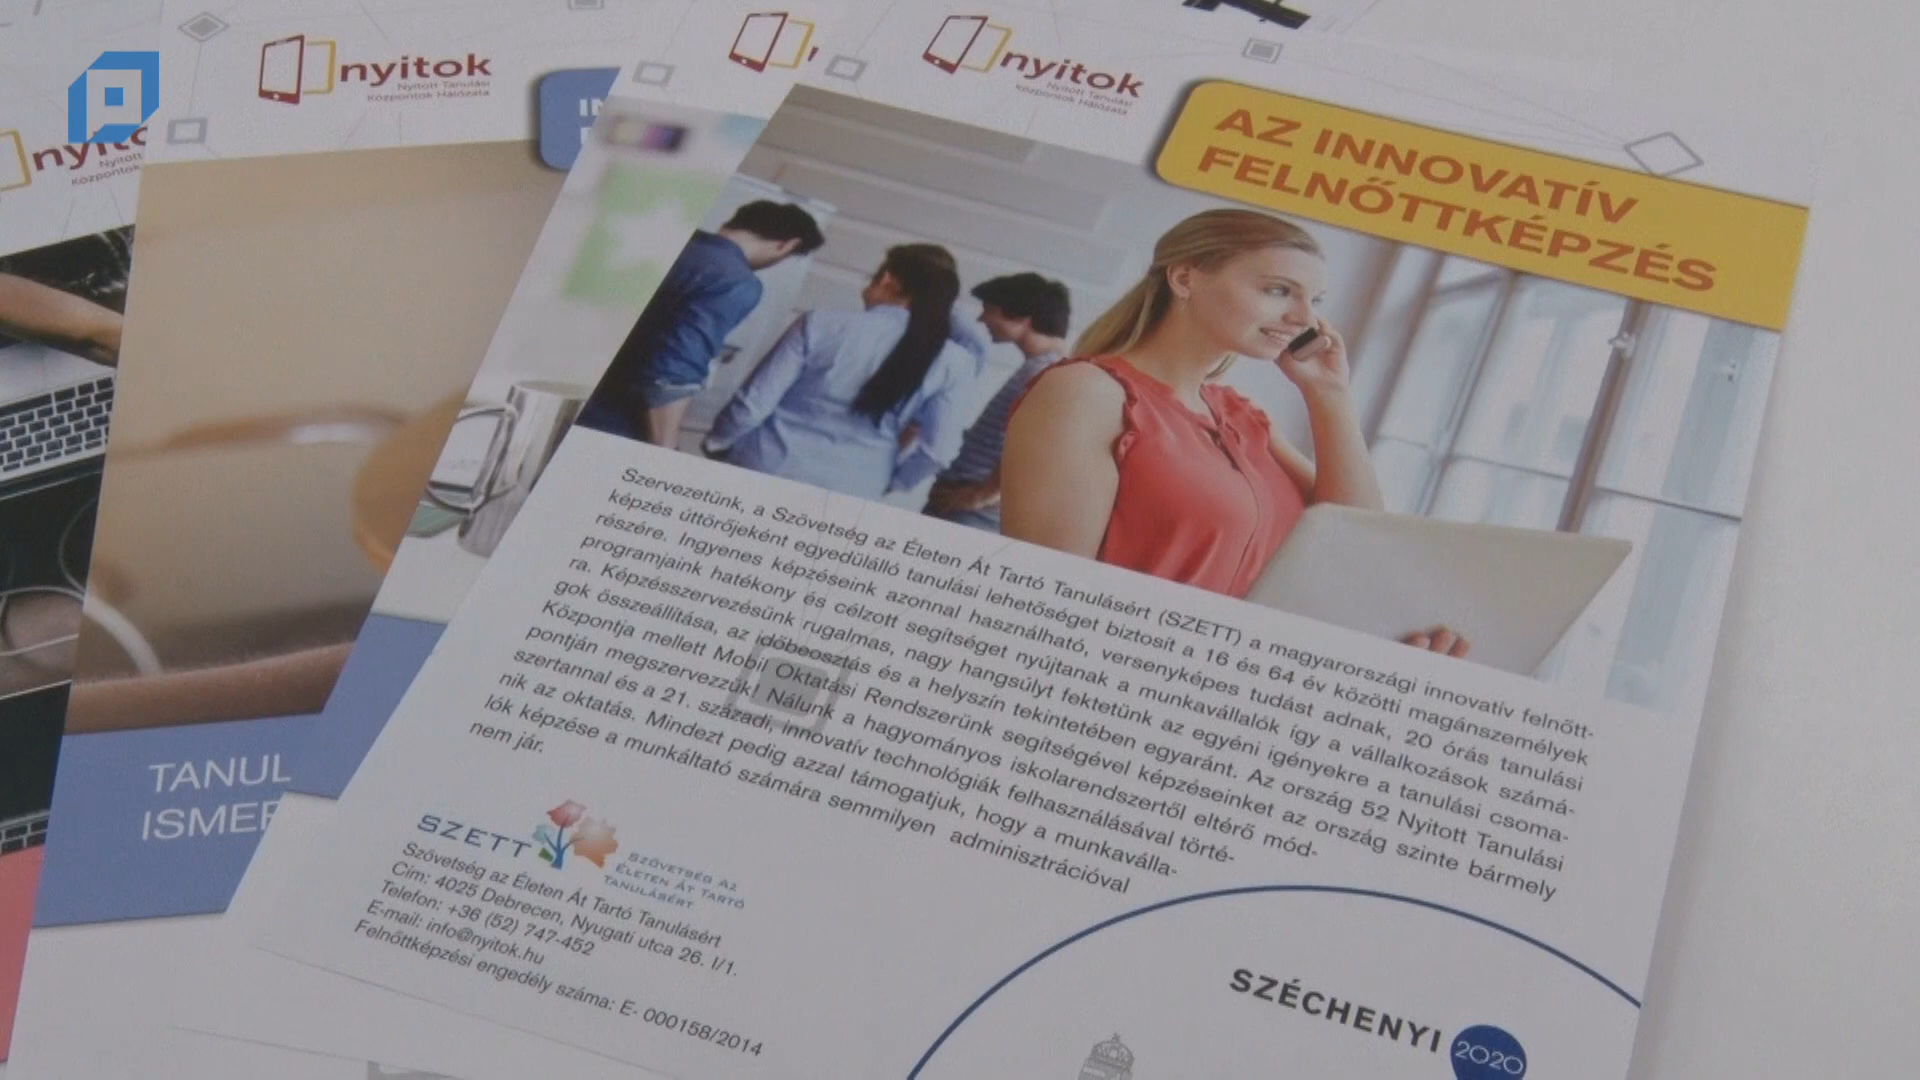 nyitok
Nyitott Tanulási
Központok Hálózata
nyitok
Nyitott Tanulási
Központok Hálózata
Nyitott
Központok
AZ INNOVATÍV
FELNŐTTKÉPZÉS
Szervezetünk, a Szövetség az Életen Át Tartó Tanulásért (SZETT) a magyarországi innovatív felnőtt-
képzés úttörőjeként egyedülálló tanulási lehetőséget biztosít a 16 és 64 év közötti magánszemélyek
részére. Ingyenes képzéseink azonnal használható, versenyképes tudást adnak, 20 órás tanulási
programjaink hatékony és célzott segítséget nyújtanak a munkavállalók így a vállalkozások számá-
ra. Képzésszervezésünk rugalmas, nagy hangsúlyt fektetünk az egyéni igényekre a tanulási csoma-
gok összeállítása, az időbeosztás és a helyszín tekintetében egyaránt. Az ország 52 Nyitott Tanulási
Központja mellett Mobil Oktatási Rendszerünk segítségével képzéseinket az ország szinte bármely
pontján megszervezzük! Nálunk a hagyományos iskolarendszertől eltérő mód-
szertannal és a 21. századi, innovatív technológiák felhasználásával törté-
nik az oktatás. Mindezt pedig azzal támogatjuk, hogy a munkaválla-
lók képzése a munkáltató számára semmilyen adminisztrációval
nem jár.
TANUL
ISMER
SZETT
SZÖVETSÉG AZ
ÉLETEN ÁT TARTÓ
TANULÁSÉRT
Szövetség az Életen Át Tartó Tanulásért
Cím: 4025 Debrecen, Nyugati utca 26. I/1.
Telefon: +36 (52) 747-452
E-mail: info@nyitok.hu
Felnőttképzési engedély száma: E- 000158/2014
SZÉCHENYI 2020